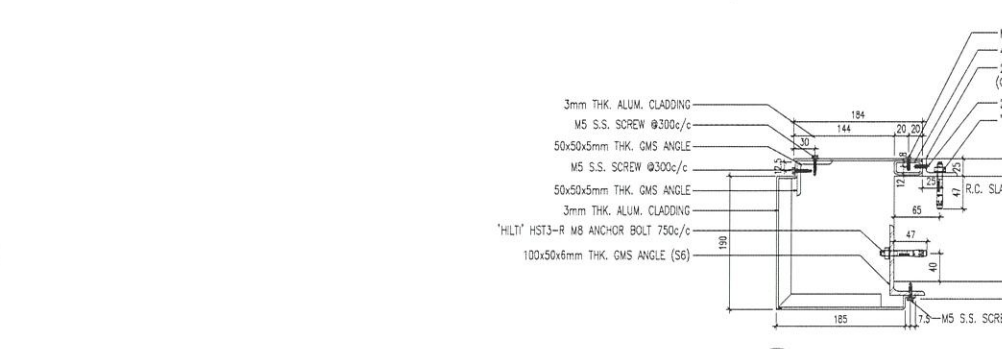 3mm THK. ALUM. CLADDING
M5 S.S. SCREW @300c/c
50x50x5mm THK. GMS ANGLE
M5 S.S. SCREW @300c/c
50x50x5mm THK. GMS ANGLE
3mm THK. ALUM. CLADDING
"HILTI" HST3-R M8 ANCHOR BOLT 750c/c
100x50x6mm THK. GMS ANGLE (S6)
184
144
20
20
30
8
12.5
12
25
25
47
R.C.
65
190
47
40
185
7.5
M5 S.S.